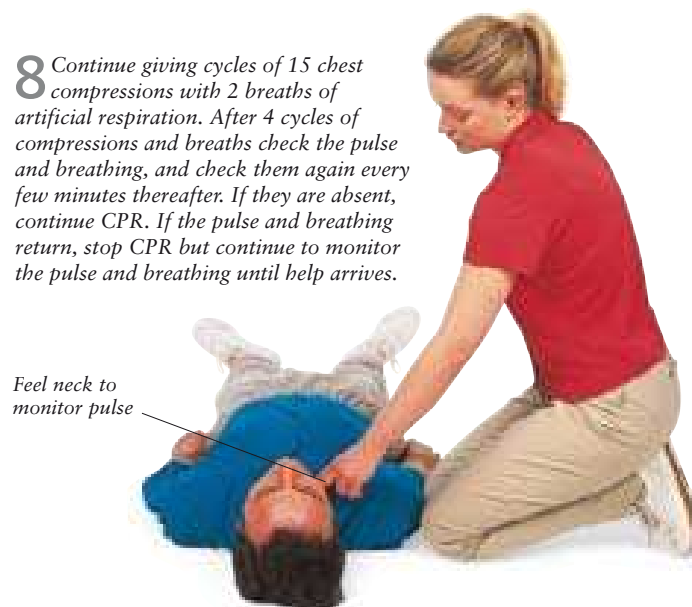 8 Continue giving cycles of 15 chest
compressions with 2 breaths of
artificial respiration. After 4 cycles of
compressions and breaths check the pulse
and breathing, and check them again every
few minutes thereafter. If they are absent,
continue CPR. If the pulse and breathing
return, stop CPR but continue to monitor
the pulse and breathing until help arrives.
Feel neck to
monitor pulse